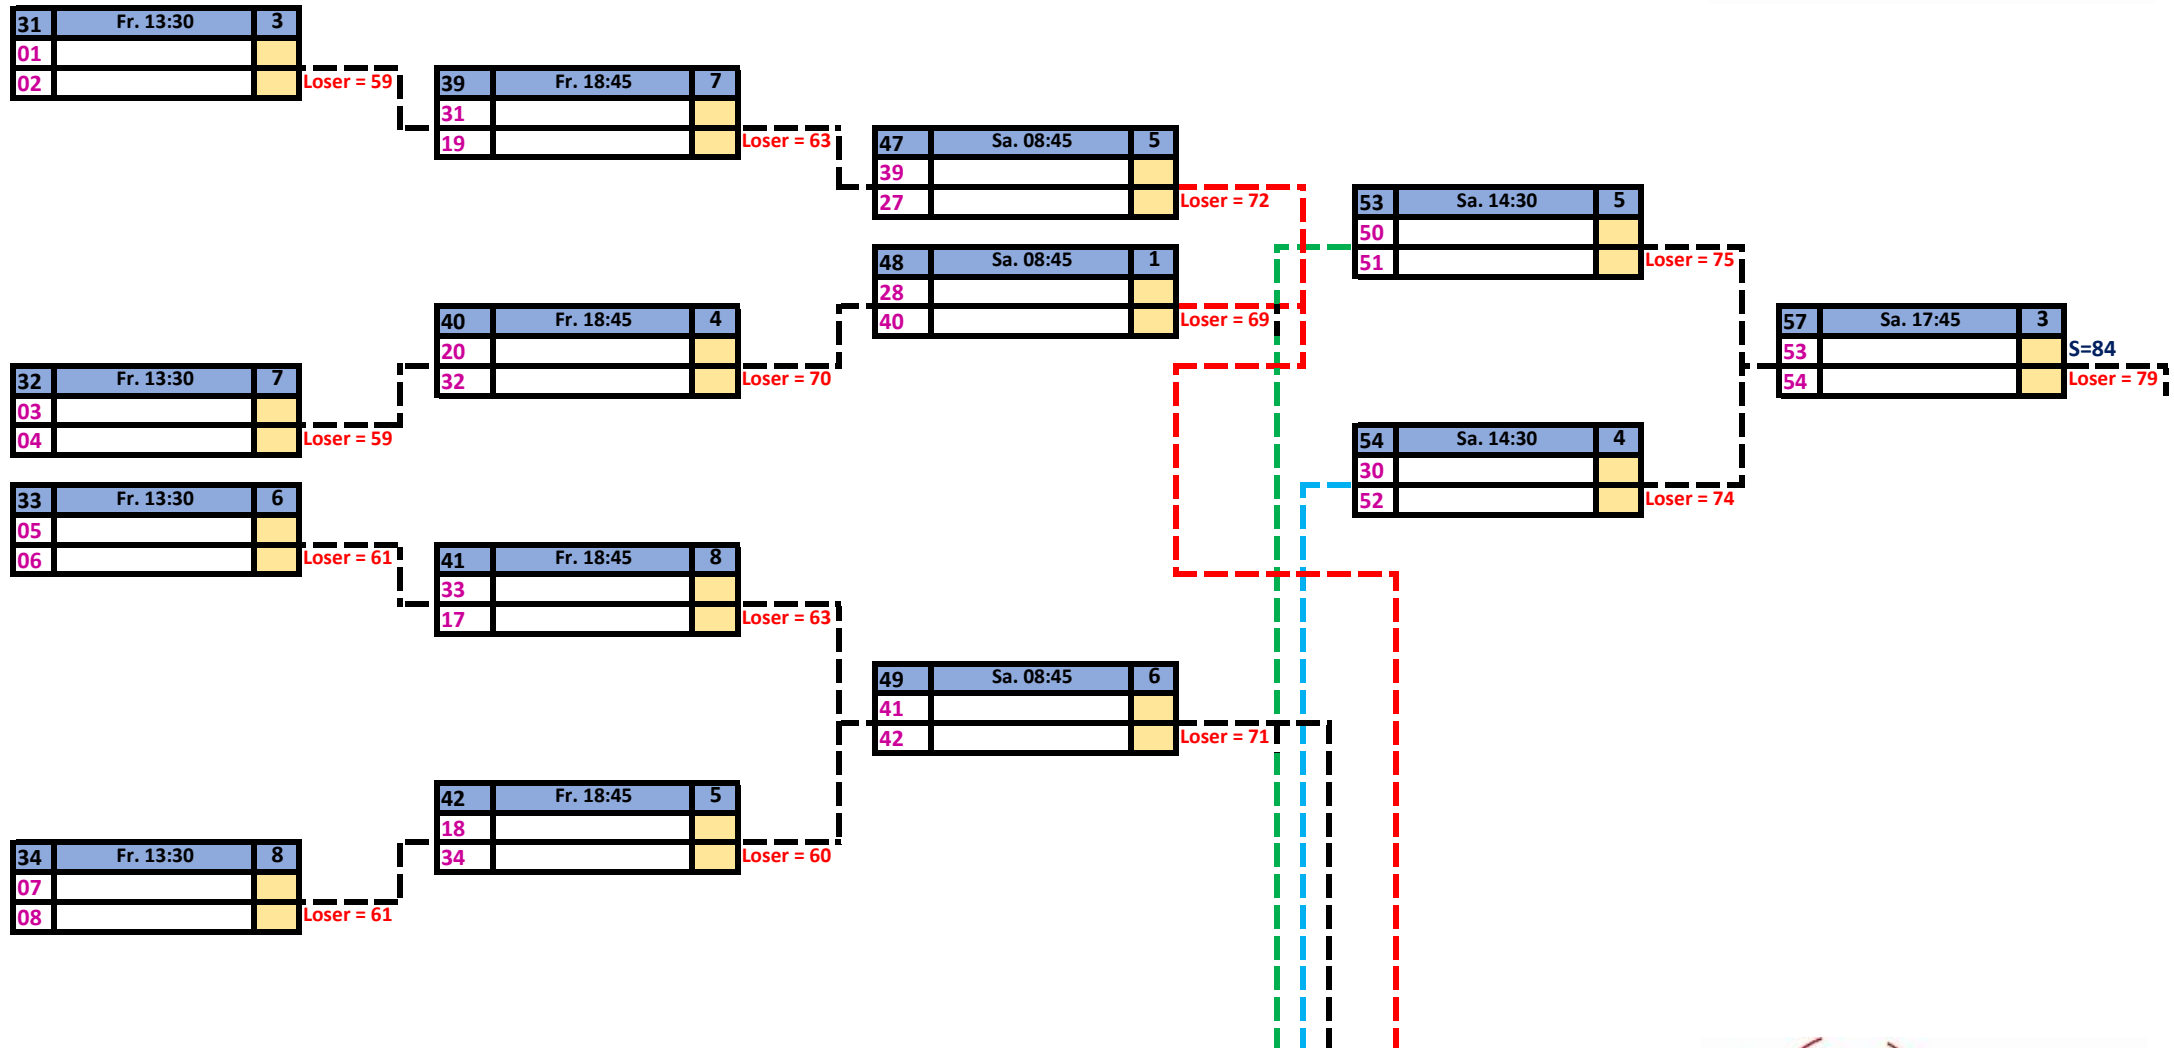 31 Fr. 13:30 3
01
02
Loser = 59
32 Fr. 13:30 7
03
04
Loser = 59
33 Fr. 13:30 6
05
06
Loser = 61
34 Fr. 13:30 8
07
08
Loser = 61
39 Fr. 18:45 7
31
19
Loser = 63
40 Fr. 18:45 4
20
32
Loser = 70
41 Fr. 18:45 8
33
17
Loser = 63
42 Fr. 18:45 5
18
34
Loser = 60
47 Sa. 08:45 5
39
27
Loser = 72
48 Sa. 08:45 1
28
40
Loser = 69
49 Sa. 08:45 6
41
42
Loser = 71
53 Sa. 14:30 5
50
51
Loser = 75
54 Sa. 14:30 4
30
52
Loser = 74
57 Sa. 17:45 3
53
54
S=84
Loser = 79